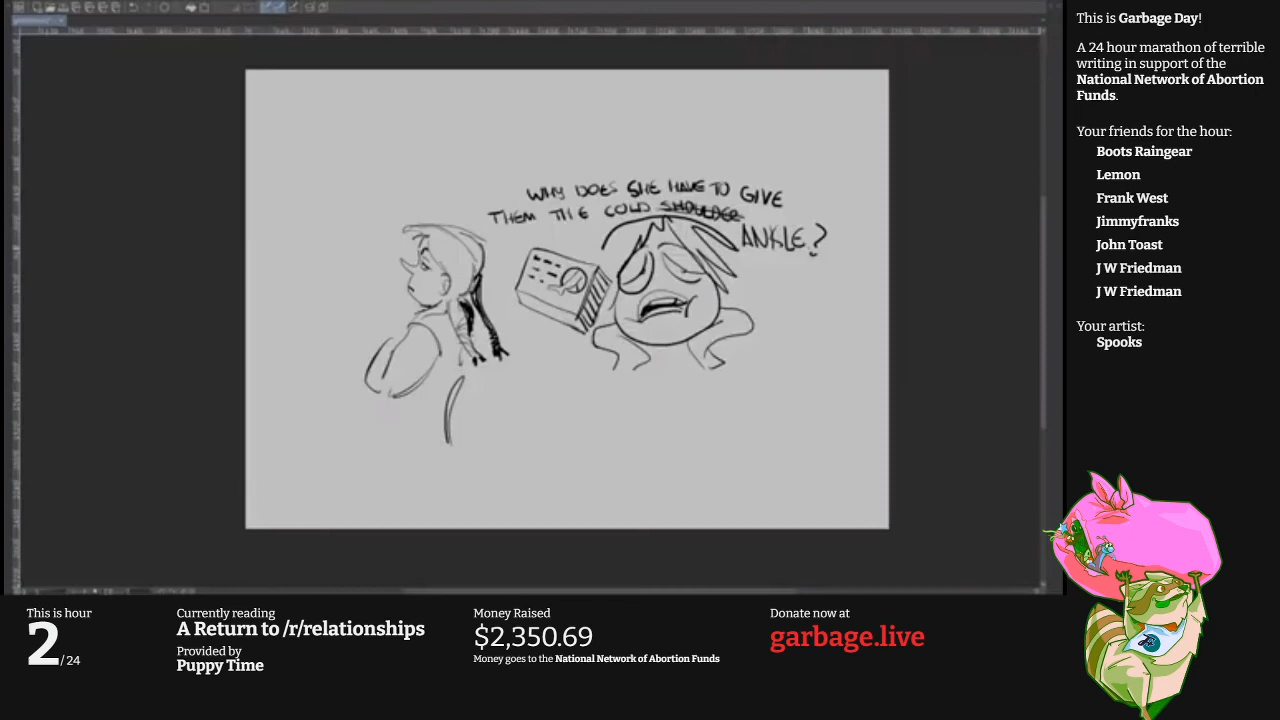 This is Garbage Day!
A 24 hour marathon of terrible
writing in support of the
National Network of Abortion
Funds.
Your friends for the hour:
Boots Raingear
Lemon
Frank West
Jimmyfranks
John Toast
J W Friedman
J W Friedman
Your artist:
Spooks
WHY DOES SHE HAVE TO GIVE
THEM THE COLD SHOULDER
ANKLE?
This is hour
2/24
Currently reading
A Return to /r/relationships
Provided by
Puppy Time
Money Raised
$2,350.69
Money goes to the National Network of Abortion Funds
Donate now at
garbage.live